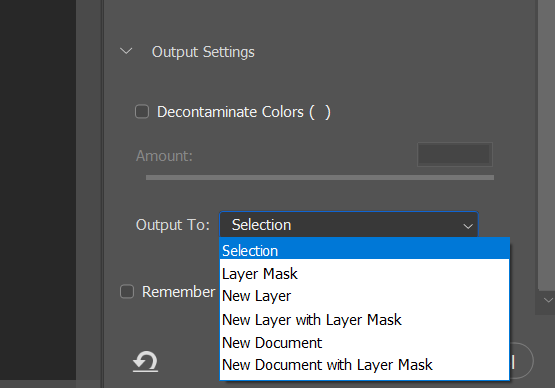 Output Settings
Decontaminate Colors ( )
Amount:
Output To: Selection
Selection
Layer Mask
Remember
New Layer
New Layer with Layer Mask
New Document
New Document with Layer Mask